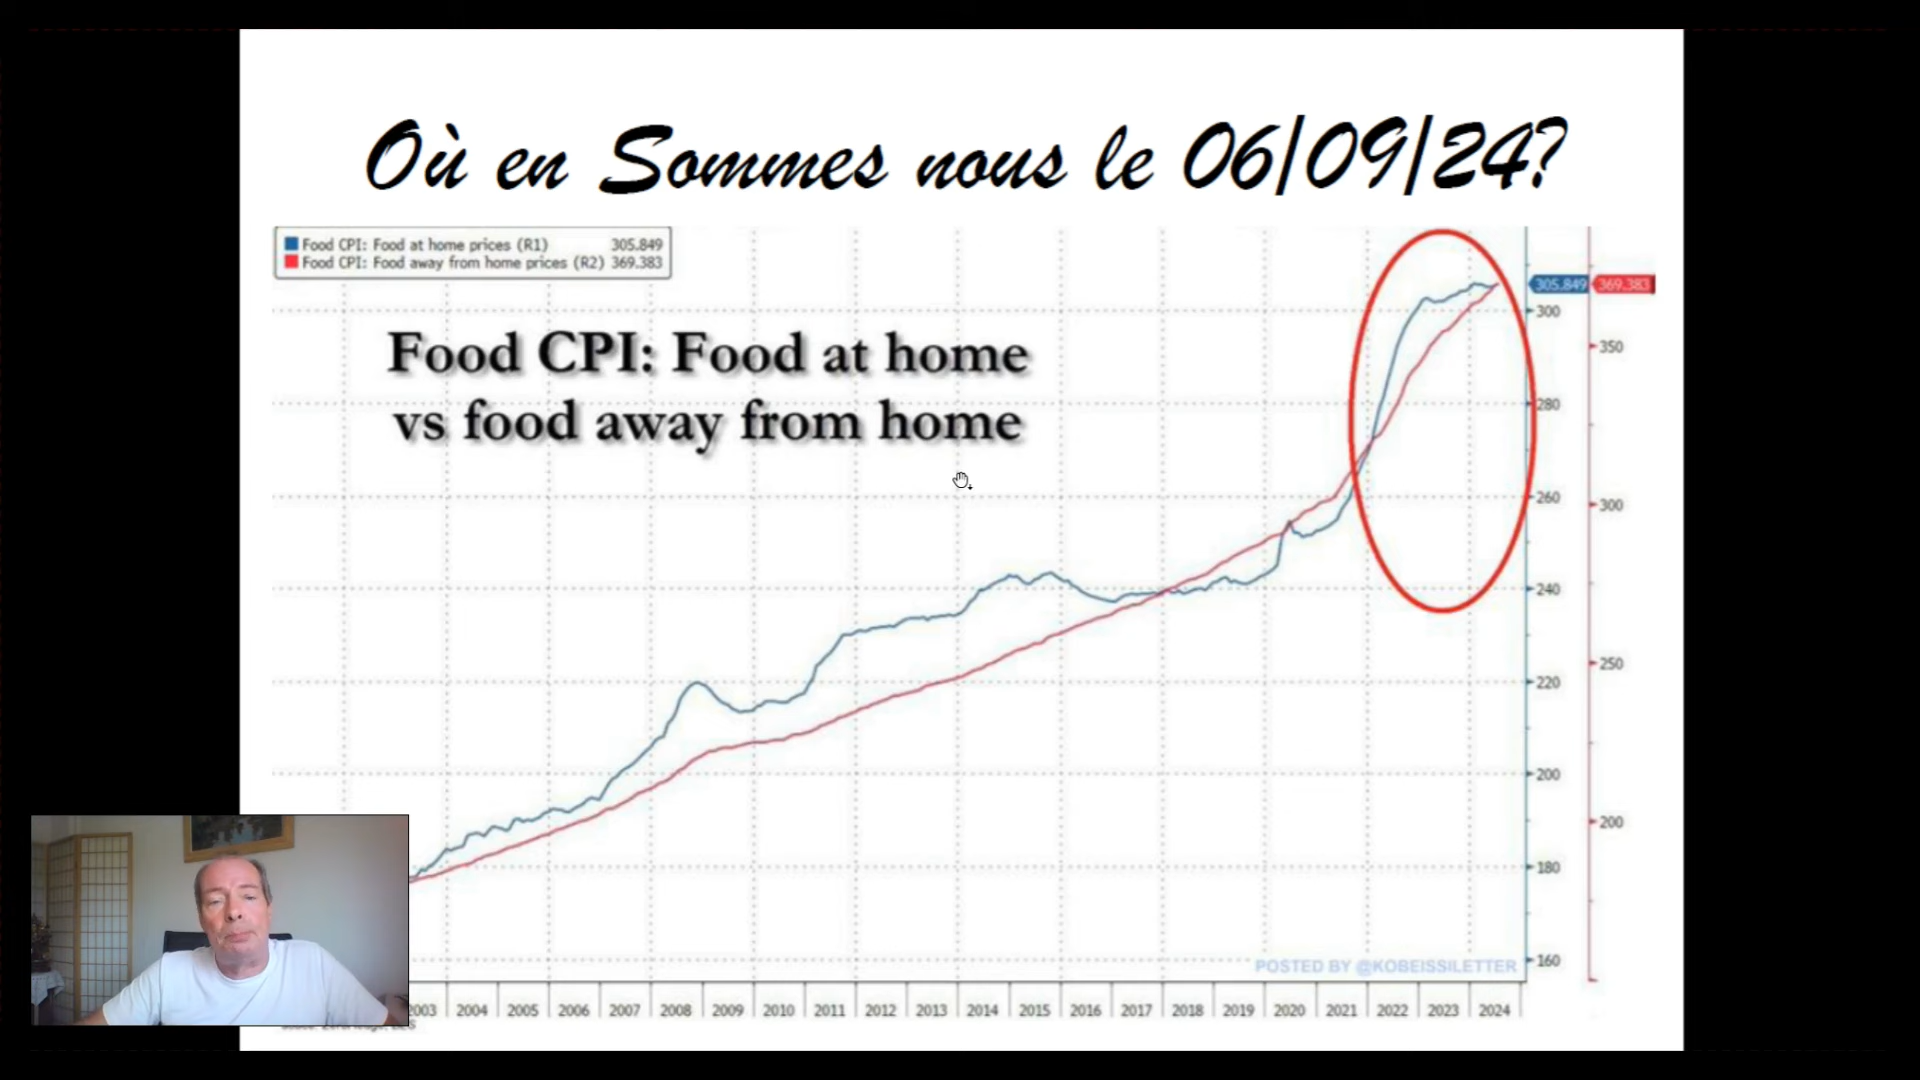 Où en Sommes nous le 06/09/24?
Food CPI: Food at home prices (R1) 305.849
Food CPI: Food away from home prices (R2) 369.383
305.849 369.383
Food CPI: Food at home
vs food away from home
300
350
280
260
300
240
250
220
200
200
180
POSTED BY @KOBEISSILETTER
160
2003 2004 2005 2006 2007 2008 2009 2010 2011 2012 2013 2014 2015 2016 2017 2018 2019 2020 2021 2022 2023 2024